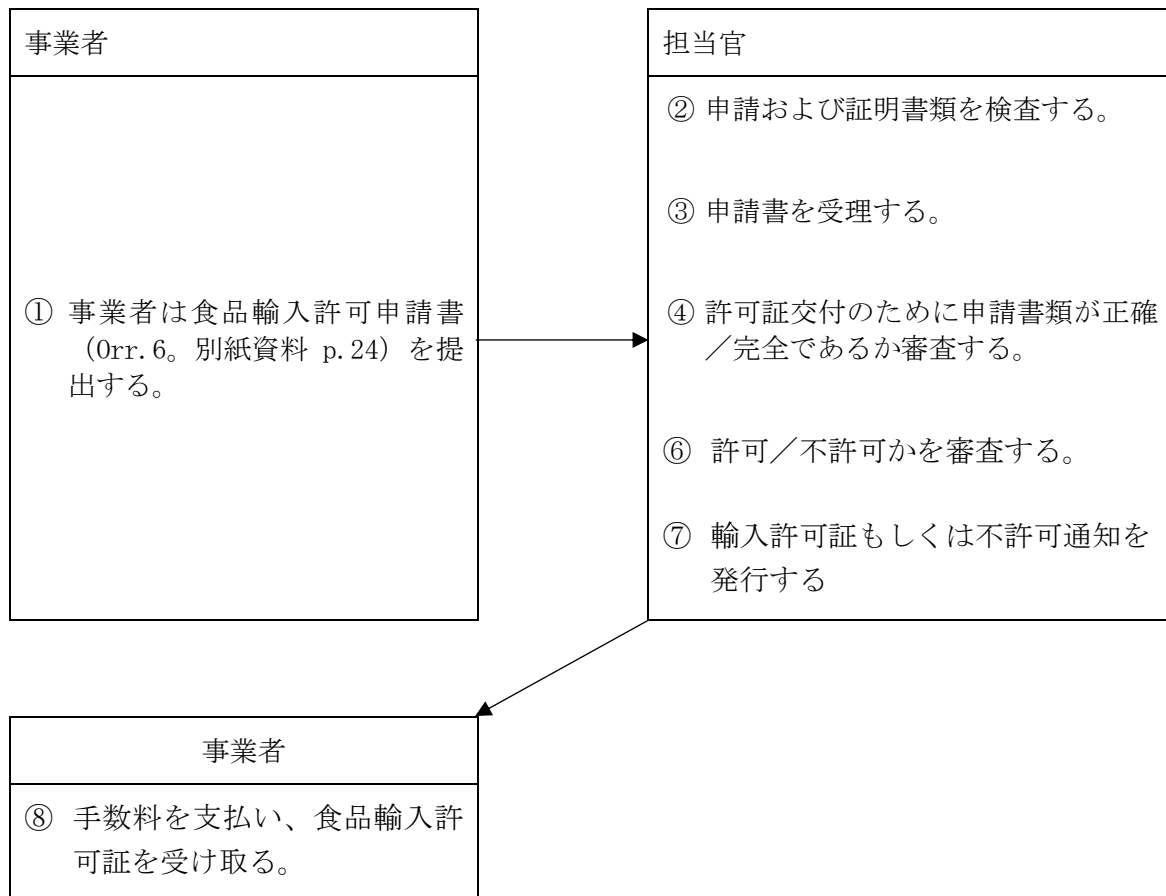 事業者
① 事業者は食品輸入許可申請書
（Orr.6。別紙資料 p.24）を提
出する。
担当官
② 申請および証明書類を検査する。
③ 申請書を受理する。
④ 許可証交付のために申請書類が正確
／完全であるか審査する。
⑥ 許可／不許可かを審査する。
⑦ 輸入許可証もしくは不許可通知を
発行する
事業者
⑧ 手数料を支払い、食品輸入許
可証を受け取る。